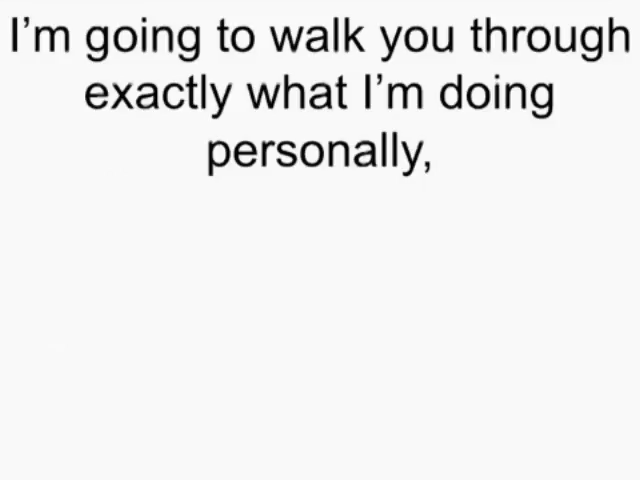 I’m going to walk you through
exactly what I’m doing
personally,